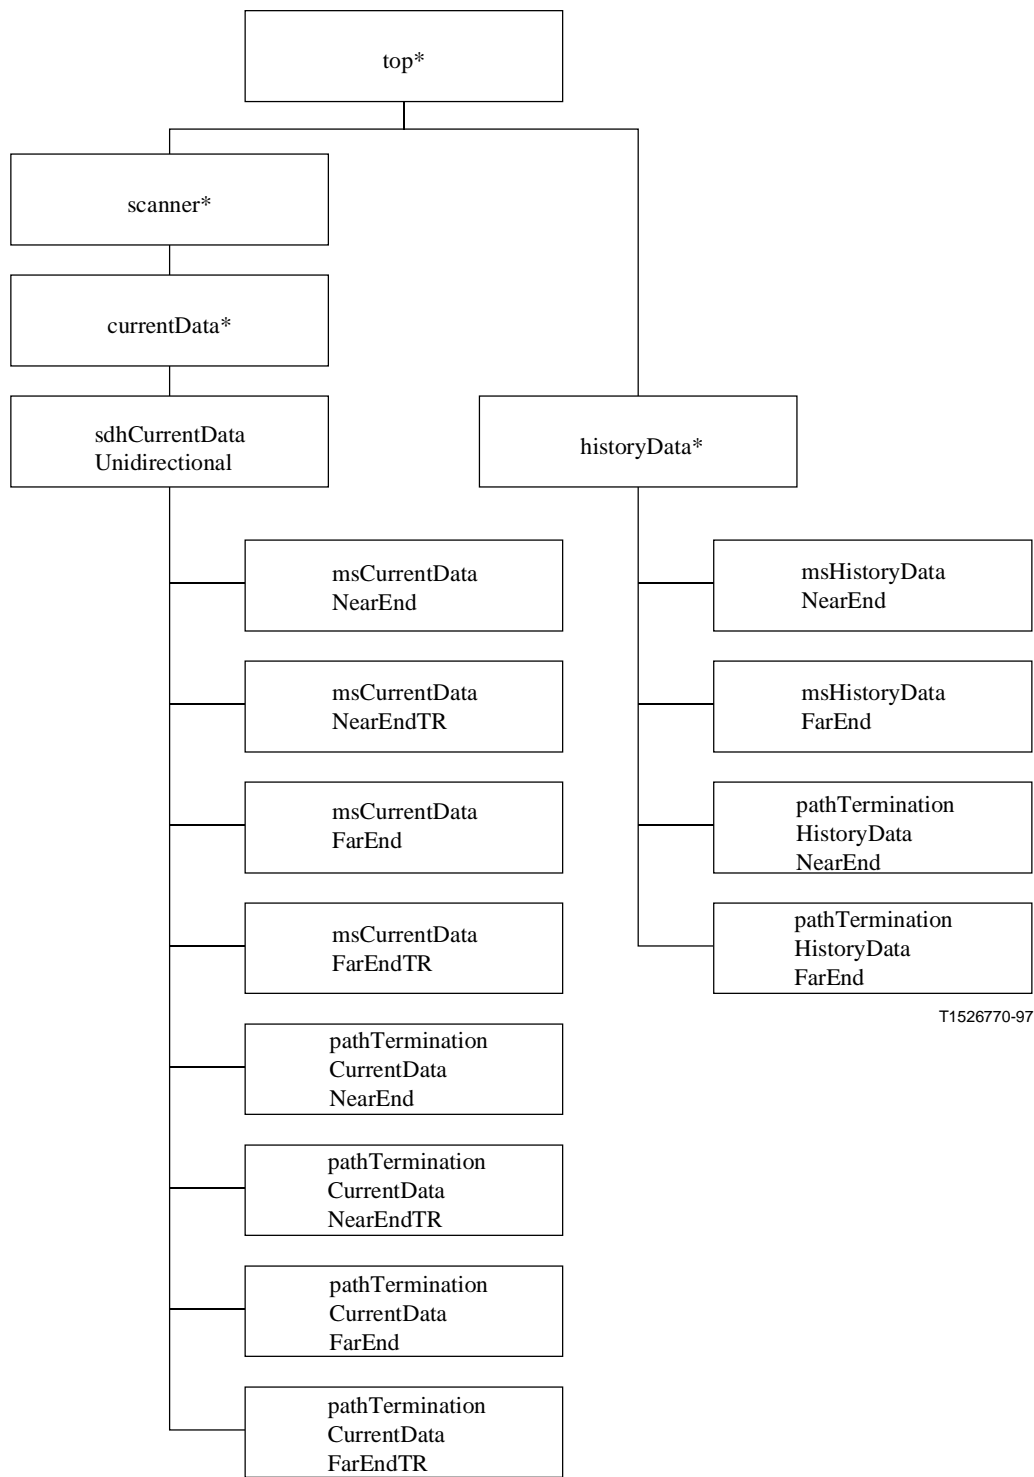 top*
scanner*
currentData*
sdhCurrentData
Unidirectional
historyData*
msCurrentData
NearEnd
msCurrentData
NearEndTR
msCurrentData
FarEnd
msCurrentData
FarEndTR
pathTermination
CurrentData
NearEnd
pathTermination
CurrentData
NearEndTR
pathTermination
CurrentData
FarEnd
pathTermination
CurrentData
FarEndTR
msHistoryData
NearEnd
msHistoryData
FarEnd
pathTermination
HistoryData
NearEnd
pathTermination
HistoryData
FarEnd
T1526770-97